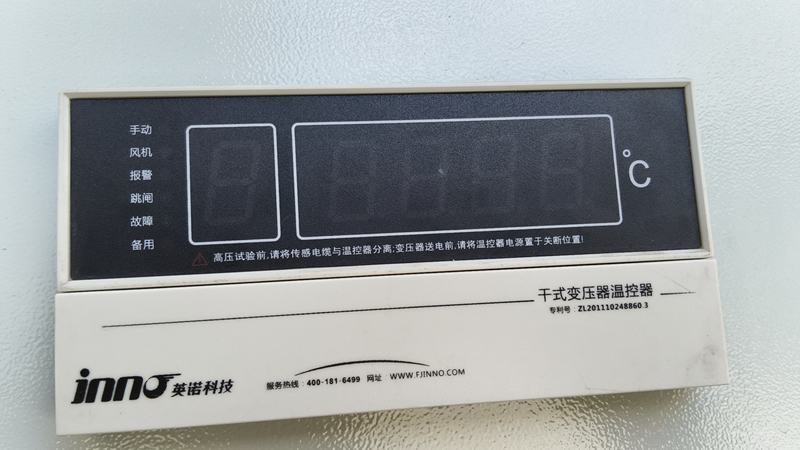 手动
风机
报警
跳闸
故障
备用
℃
高压试验前,请将传感电缆与温控器分离;变压器送电前,请将温控器电源置于关断位置!
干式变压器温控器
专利号：ZL201110248860.3
inno 英诺科技
服务热线：400-181-6499 网址：WWW.FJINNO.COM